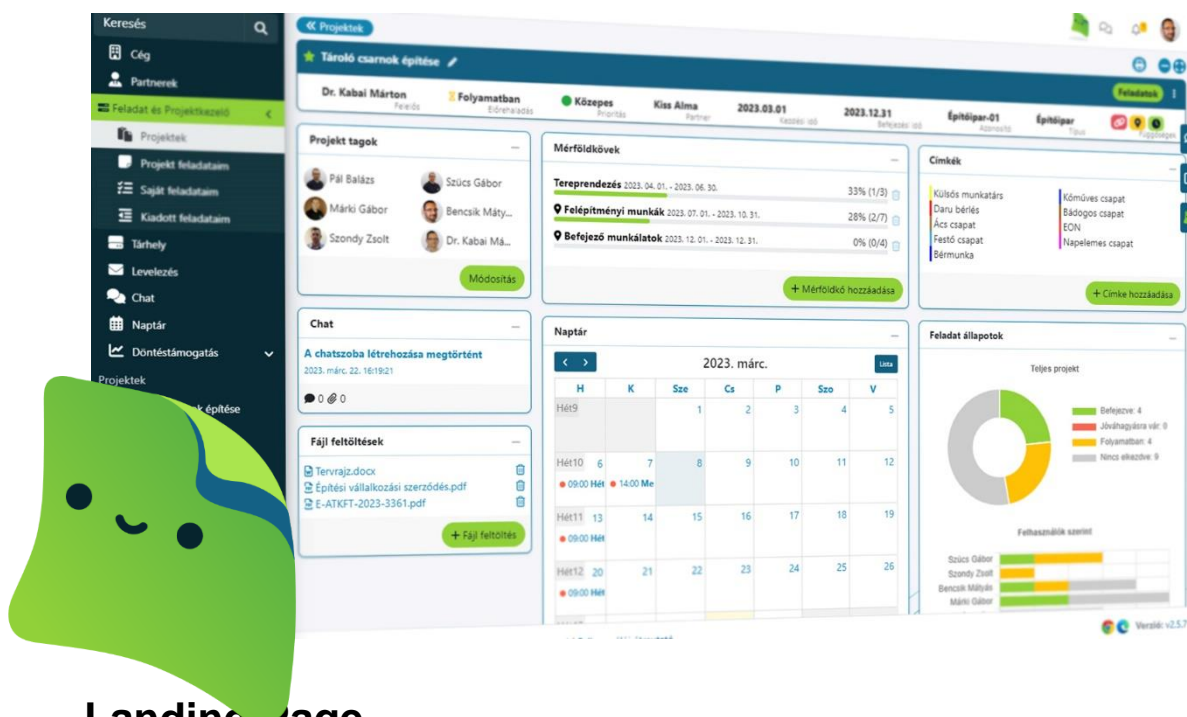 Keresés
Cég
Partnerek
Feladat és Projektkezelő
Projektek
Projekt feladataim
Saját feladataim
Kiadott feladataim
Tárhely
Levelezés
Chat
Naptár
Döntéstámogatás
Projektek
építése
Projektek
Tároló csarnok építése
Feladatok
Dr. Kabai Márton
Felelős
Folyamatban
Előrehaladás
Közepes
Prioritás
Kiss Alma
Partner
2023.03.01
Kezdési idő
2023.12.31
Befejezési idő
Építőipar-01
Azonosító
Építőipar
Típus
Függőségek
Projekt tagok
Pál Balázs
Szücs Gábor
Márki Gábor
Bencsik Máty...
Szondy Zsolt
Dr. Kabai Má...
Módosítás
Mérföldkövek
Tereprendezés 2023. 04. 01. - 2023. 06. 30. 33% (1/3)
Felépítményi munkák 2023. 07. 01. - 2023. 10. 31. 28% (2/7)
Befejező munkálatok 2023. 12. 01. - 2023. 12. 31. 0% (0/4)
+ Mérföldkő hozzáadása
Címkék
Külsős munkatárs
Daru bérlés
Ács csapat
Festő csapat
Bérmunka
Kőműves csapat
Bádogos csapat
EON
Napelemes csapat
+ Címke hozzáadása
Chat
A chatszoba létrehozása megtörtént
2023. márc. 22. 16:19:21
0 0
Fájl feltöltések
Tervrajz.docx
Építési vállalkozási szerződés.pdf
E-ATKFT-2023-3361.pdf
+ Fájl feltöltés
Naptár
2023. márc.
Lista
H K Sze Cs P Szo V
Hét9 1 2 3 4 5
Hét10 6 7 8 9 10 11 12
09:00 Hét 14:00 Me
Hét11 13 14 15 16 17 18 19
09:00 Hét
Hét12 20 21 22 23 24 25 26
09:00 Hét
Feladat állapotok
Teljes projekt
Befejezve: 4
Jóváhagyásra vár: 0
Folyamatban: 4
Nincs elkezdve: 9
Felhasználók szerint
Szücs Gábor
Szondy Zsolt
Bencsik Mátyás
Márki Gábor
Verzió: v2.5.7
Landing